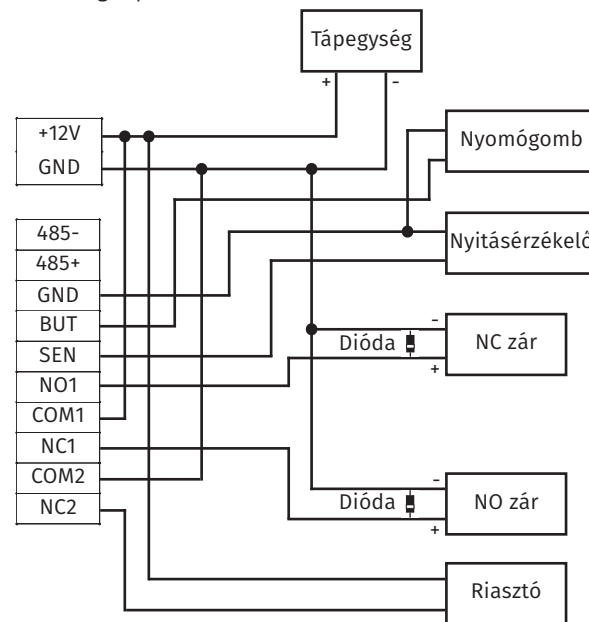 Tápegység
+ -
+12V
GND
Nyomógomb
485-
485+
GND
BUT
SEN
NO1
COM1
NC1
COM2
NC2
Nyitásérzékelő
-
Dióda
NC zár
+
-
Dióda
NO zár
+
Riasztó